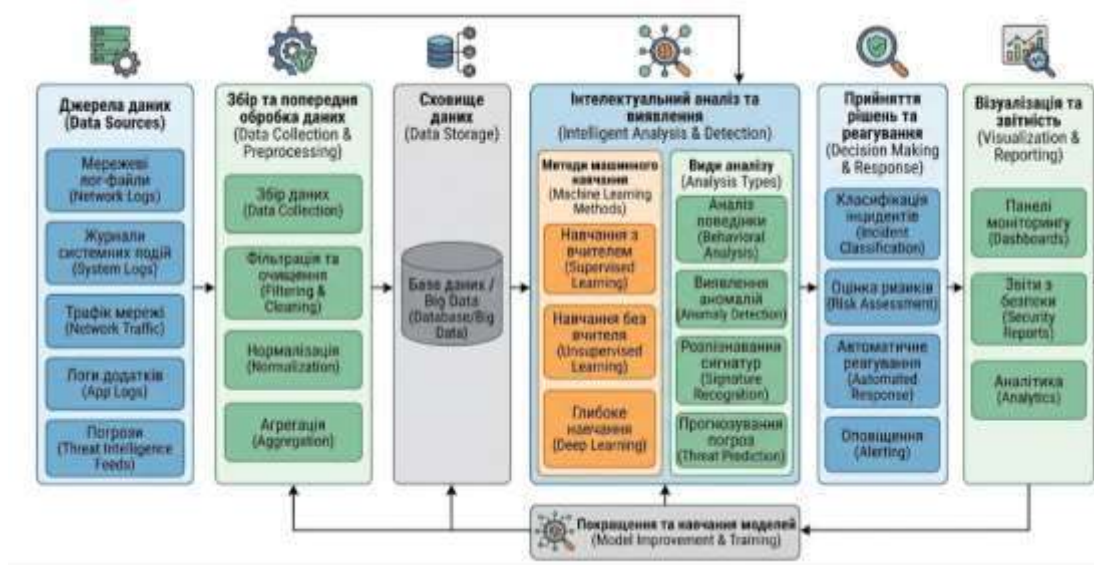 Джерела даних
(Data Sources)
Мережеві
лог-файли
(Network Logs)
Журнали
системних подій
(System Logs)
Трафік мережі
(Network Traffic)
Логи додатків
(App Logs)
Погрози
(Threat Intelligence
Feeds)
Збір та попередня
обробка даних
(Data Collection &
Preprocessing)
Збір даних
(Data Collection)
Фільтрація та
очищення
(Filtering &
Cleaning)
Нормалізація
(Normalization)
Агрегація
(Aggregation)
Сховище
даних
(Data Storage)
База даних /
Big Data
(Database/Big
Data)
Інтелектуальний аналіз та
виявлення
(Intelligent Analysis & Detection)
Методи машинного
навчання
(Machine Learning
Methods)
Навчання з
вчителем
(Supervised
Learning)
Навчання без
вчителя
(Unsupervised
Learning)
Глибоке
навчання
(Deep Learning)
Види аналізу
(Analysis Types)
Аналіз
поведінки
(Behavioral
Analysis)
Виявлення
аномалій
(Anomaly Detection)
Розпізнавання
сигнатур
(Signature
Recognition)
Прогнозування
погроз
(Threat Prediction)
Прийняття
рішень та
реагування
(Decision Making
& Response)
Класифікація
інцидентів
(Incident
Classification)
Оцінка ризиків
(Risk Assessment)
Автоматичне
реагування
(Automated
Response)
Оповіщення
(Alerting)
Візуалізація та
звітність
(Visualization &
Reporting)
Панелі
моніторингу
(Dashboards)
Звіти з
безпеки
(Security
Reports)
Аналітика
(Analytics)
Покращення та навчання моделей
(Model Improvement & Training)